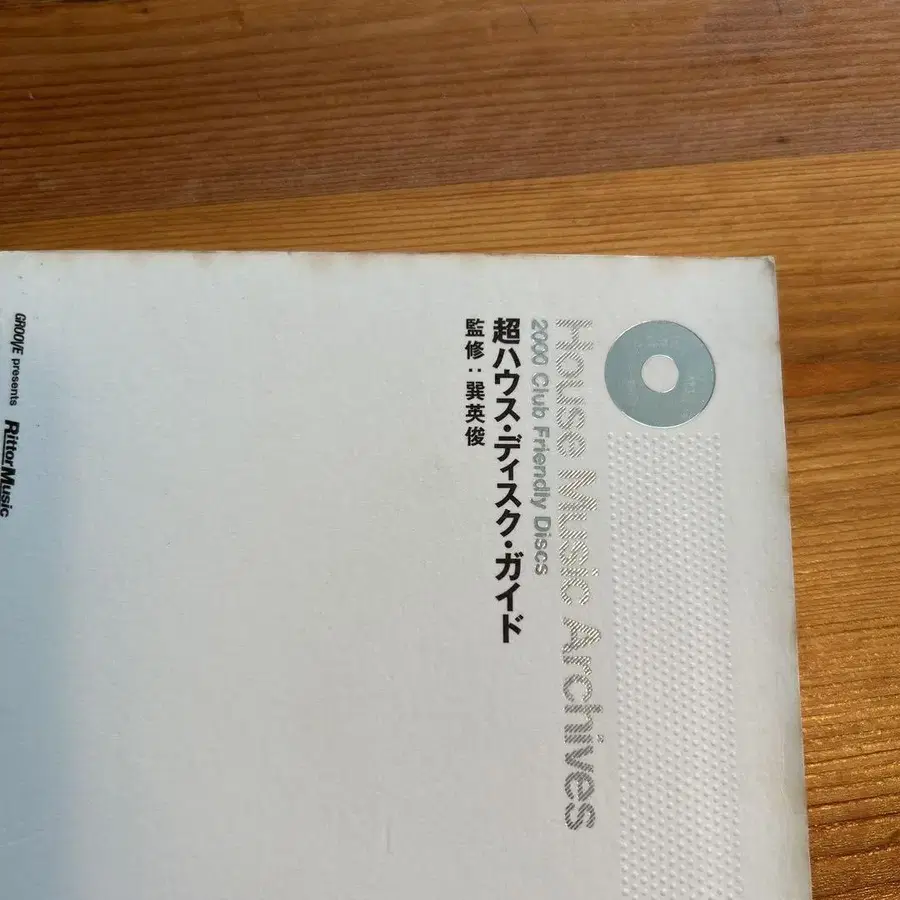 House Music Archives
2000 Club Friendly Discs
超ハウス・ディスク・ガイド
監修：巽英俊
GROOVE presents
RittorMusic